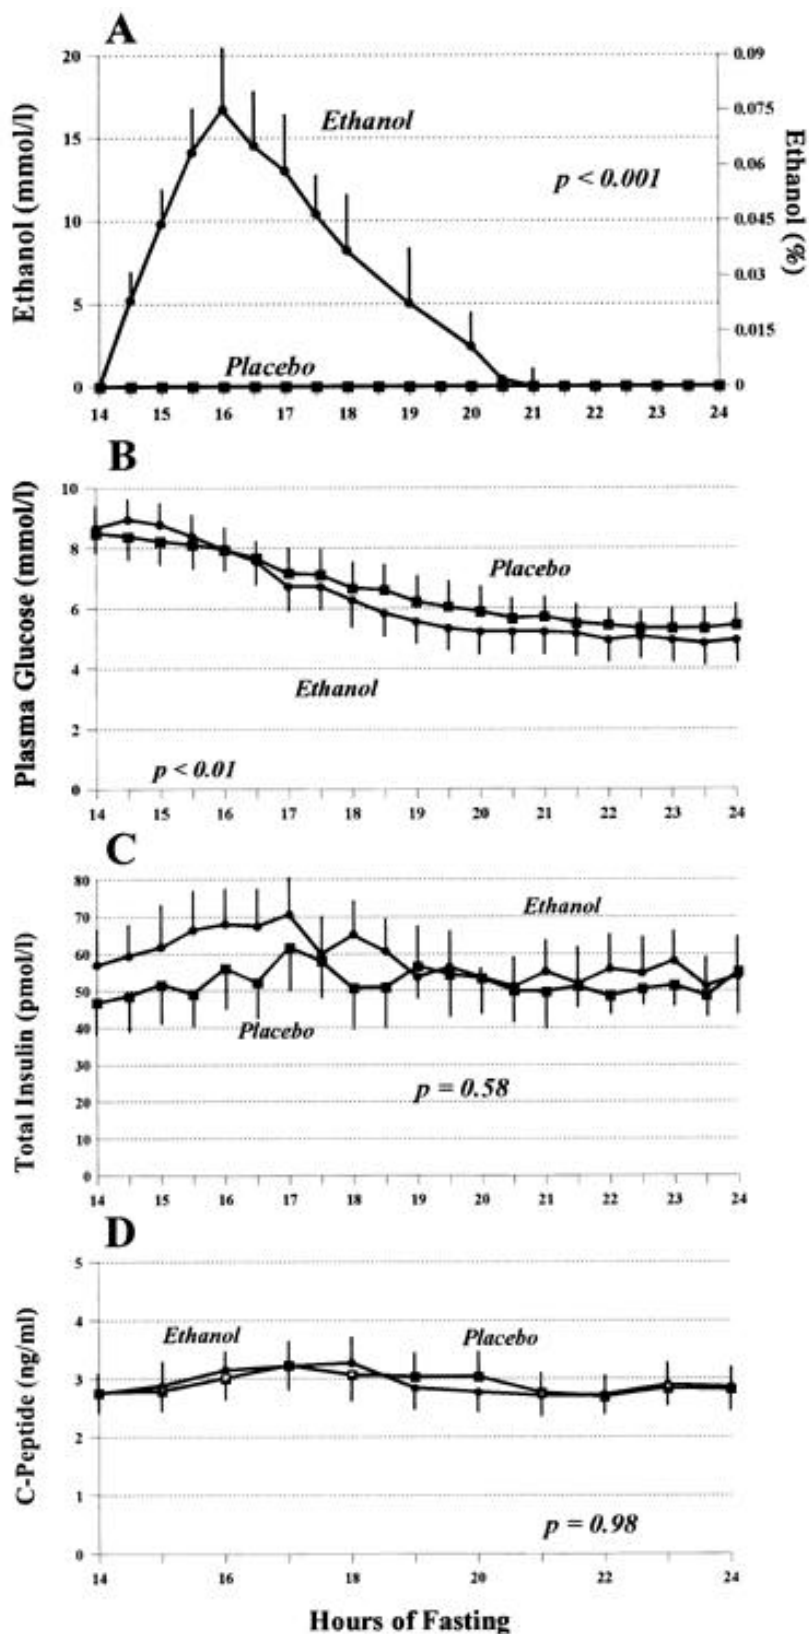 A
Ethanol (mmol/l)
20
15
10
5
0
Ethanol
p < 0.001
Placebo
0.09
0.075
0.06
0.045
0.03
0.015
0
Ethanol (%)
14 15 16 17 18 19 20 21 22 23 24
B
Plasma Glucose (mmol/l)
10
8
6
4
2
0
Placebo
Ethanol
p < 0.01
14 15 16 17 18 19 20 21 22 23 24
C
Total Insulin (pmol/l)
80
70
60
50
40
30
20
10
0
Ethanol
Placebo
p = 0.58
14 15 16 17 18 19 20 21 22 23 24
D
C-Peptide (ng/ml)
5
4
3
2
1
0
Ethanol Placebo
p = 0.98
14 16 18 20 22 24
Hours of Fasting